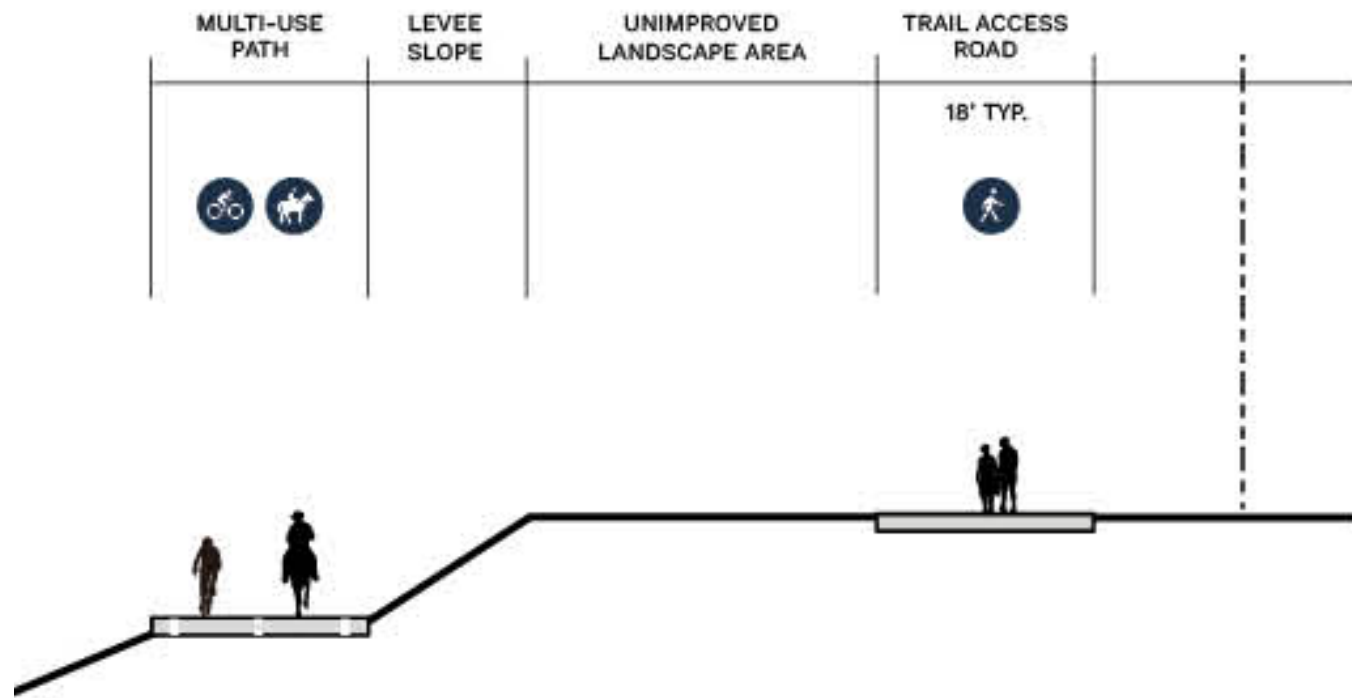 MULTI-USE
PATH
LEVEE
SLOPE
UNIMPROVED
LANDSCAPE AREA
TRAIL ACCESS
ROAD
18' TYP.